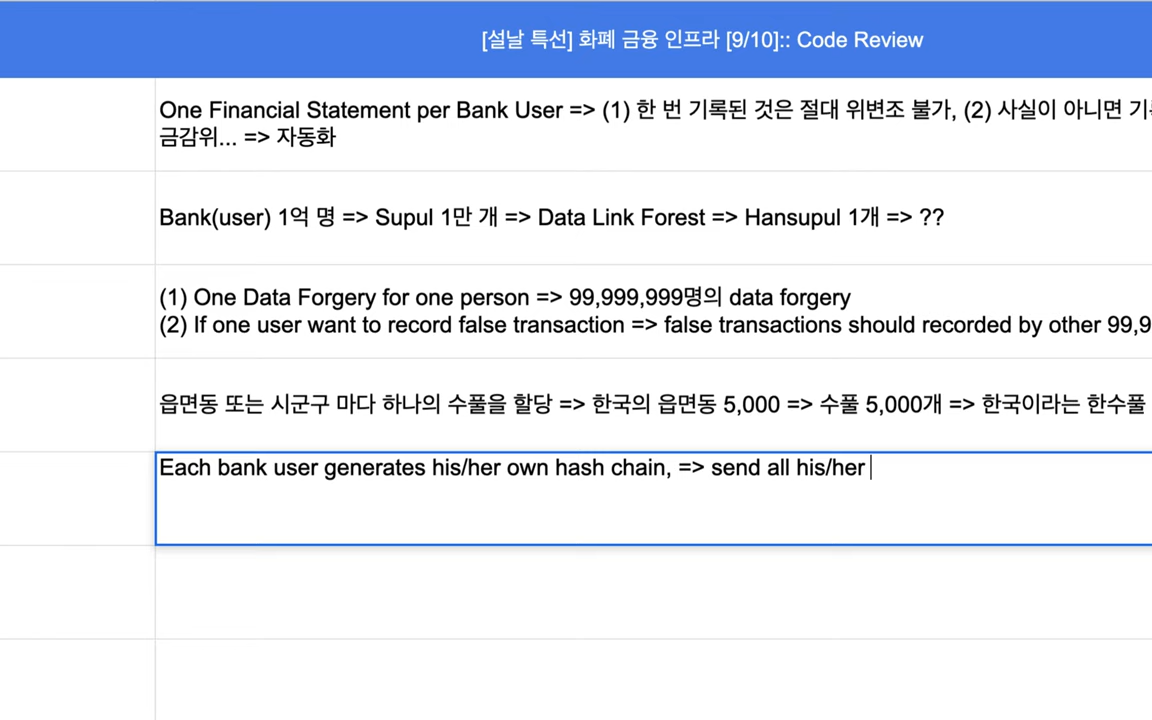 [설날 특선] 화폐 금융 인프라 [9/10]:: Code Review
One Financial Statement per Bank User => (1) 한 번 기록된 것은 절대 위변조 불가, (2) 사실이 아니면
금감위... => 자동화
Bank(user) 1억 명 => Supul 1만 개 => Data Link Forest => Hansupul 1개 => ??
(1) One Data Forgery for one person => 99,999,999명의 data forgery
(2) If one user want to record false transaction => false transactions should recorded by other 99,9
읍면동 또는 시군구 마다 하나의 수풀을 할당 => 한국의 읍면동 5,000 => 수풀 5,000개 => 한국이라는 한수풀
Each bank user generates his/her own hash chain, => send all his/her